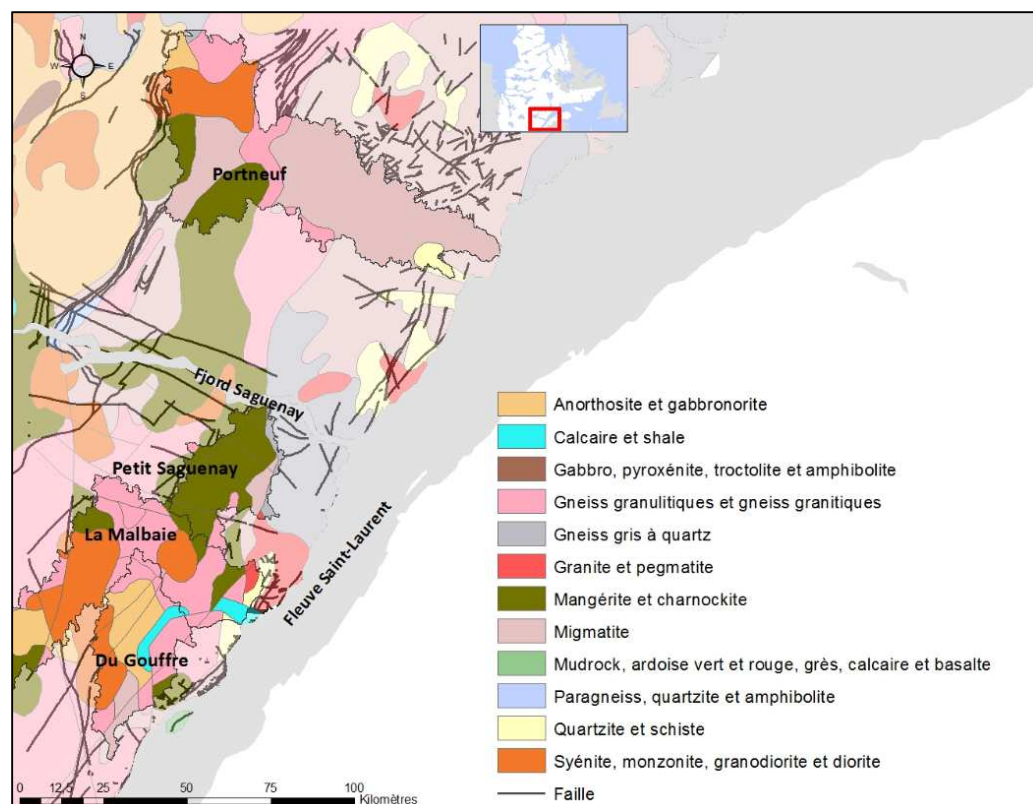 N
W E
S
Portneuf
Fjord Saguenay
Petit Saguenay
La Malbaie
Du Gouffre
Fleuve Saint-Laurent
Anorthosite et gabbronorite
Calcaire et shale
Gabbro, pyroxénite, troctolite et amphibolite
Gneiss granulitiques et gneiss granitiques
Gneiss gris à quartz
Granite et pegmatite
Mangérite et charnockite
Migmatite
Mudrock, ardoise vert et rouge, grès, calcaire et basalte
Paragneiss, quartzite et amphibolite
Quartzite et schiste
Syénite, monzonite, granodiorite et diorite
Faille
0 12,5 25 50 75 100
Kilomètres